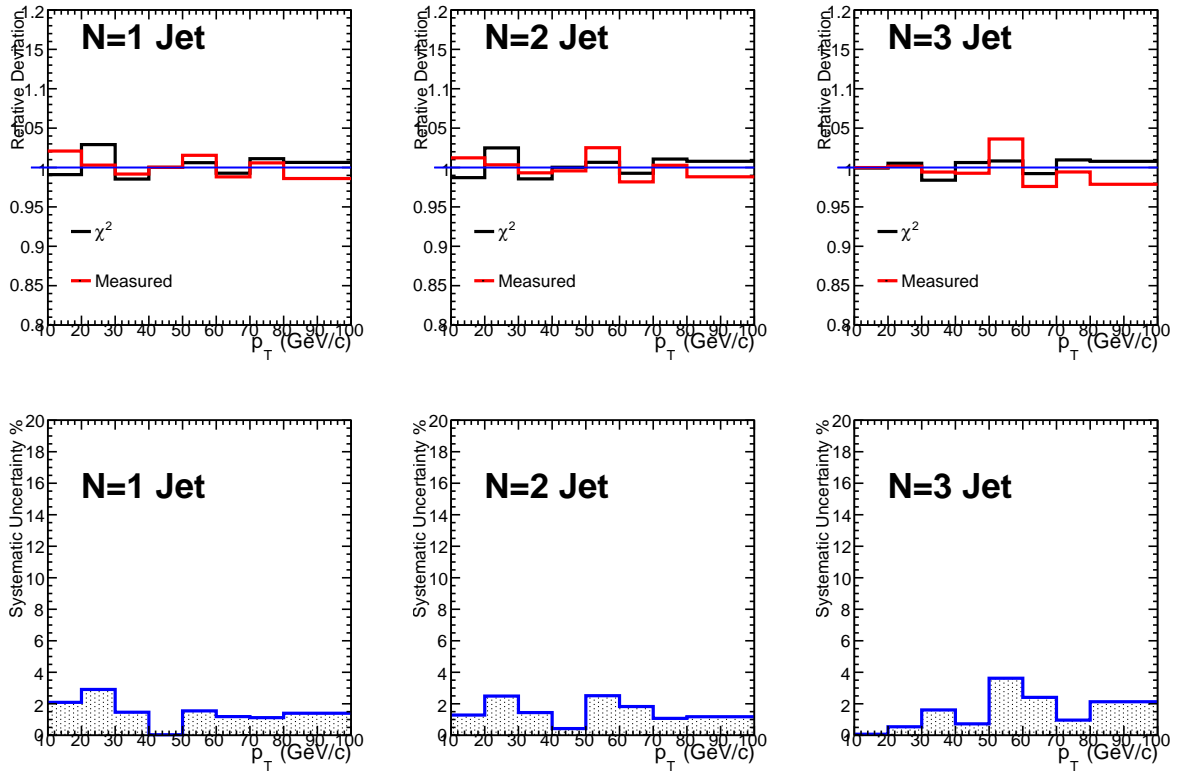 Relative Deviation
1.2
1.15
1.1
1.05
1
0.95
0.9
0.8
N=1 Jet
χ²
Measured
10 20 30 40 50 60 70 80 90 100
p_T (GeV/c)
Relative Deviation
1.2
1.15
1.1
1.05
1
0.95
0.9
0.8
N=2 Jet
χ²
Measured
10 20 30 40 50 60 70 80 90 100
p_T (GeV/c)
Relative Deviation
1.2
1.15
1.1
1.05
1
0.95
0.9
0.8
N=3 Jet
χ²
Measured
10 20 30 40 50 60 70 80 90 100
p_T (GeV/c)
Systematic Uncertainty %
20
18
16
14
12
10
8
6
4
2
0
N=1 Jet
10 20 30 40 50 60 70 80 90 100
p_T (GeV/c)
Systematic Uncertainty %
20
18
16
14
12
10
8
6
4
2
0
N=2 Jet
10 20 30 40 50 60 70 80 90 100
p_T (GeV/c)
Systematic Uncertainty %
20
18
16
14
12
10
8
6
4
2
0
N=3 Jet
10 20 30 40 50 60 70 80 90 100
p_T (GeV/c)